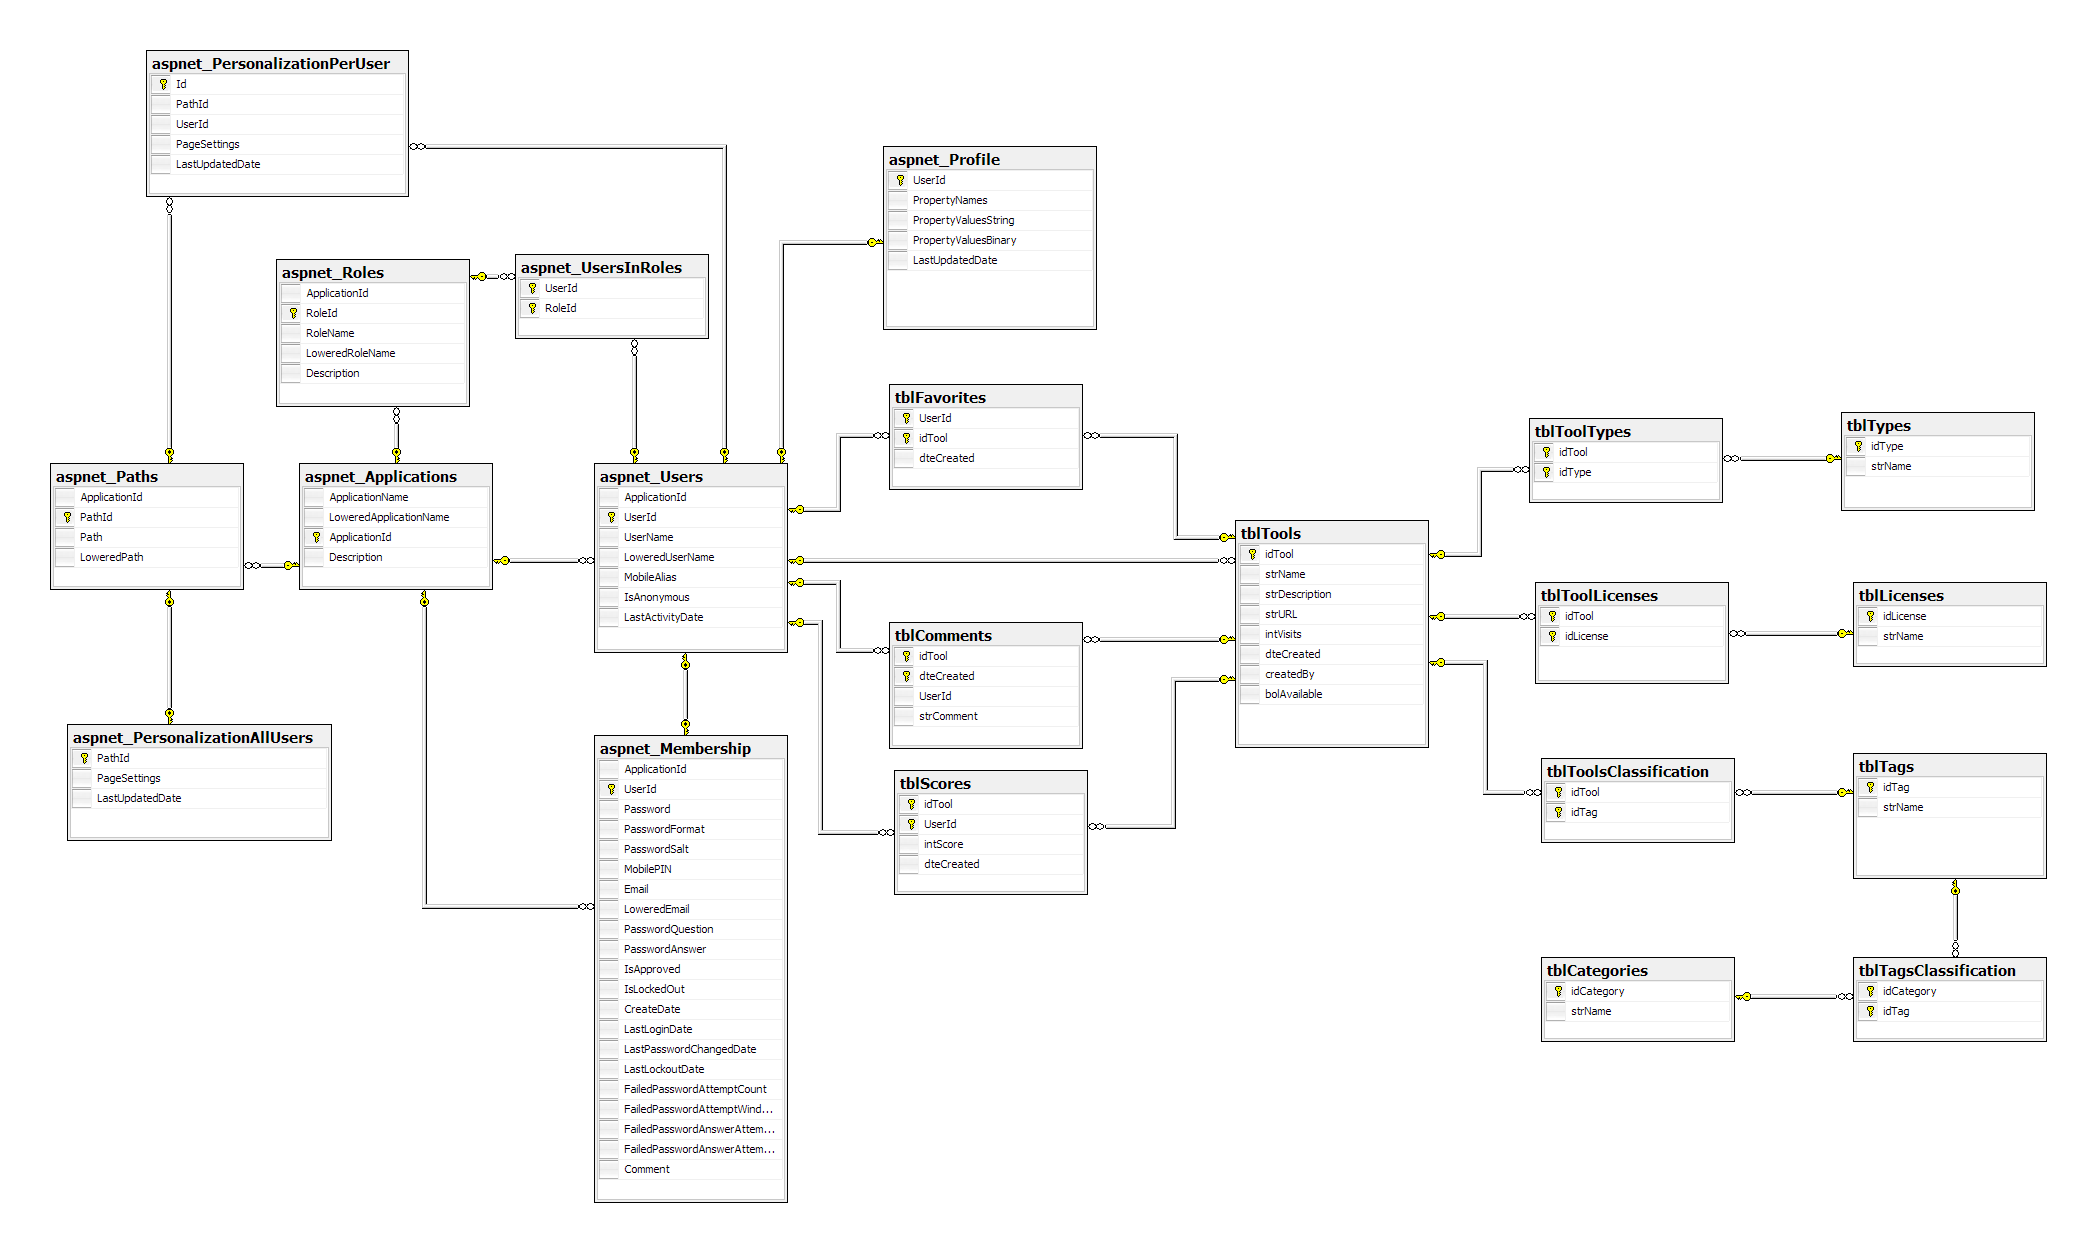 aspnet_PersonalizationPerUser
Id
PathId
UserId
PageSettings
LastUpdatedDate
aspnet_Profile
UserId
PropertyNames
PropertyValuesString
PropertyValuesBinary
LastUpdatedDate
aspnet_Roles
ApplicationId
RoleId
RoleName
LoweredRoleName
Description
aspnet_UsersInRoles
UserId
RoleId
tblFavorites
UserId
idTool
dteCreated
tblToolTypes
idTool
idType
tblTypes
idType
strName
aspnet_Paths
ApplicationId
PathId
Path
LoweredPath
aspnet_Applications
ApplicationName
LoweredApplicationName
ApplicationId
Description
aspnet_Users
ApplicationId
UserId
UserName
LoweredUserName
MobileAlias
IsAnonymous
LastActivityDate
tblTools
idTool
strName
strDescription
strURL
intVisits
dteCreated
createdBy
bolAvailable
tblToolLicenses
idTool
idLicense
tblLicenses
idLicense
strName
tblComments
idTool
dteCreated
UserId
strComment
aspnet_PersonalizationAllUsers
PathId
PageSettings
LastUpdatedDate
aspnet_Membership
ApplicationId
UserId
Password
PasswordFormat
PasswordSalt
MobilePIN
Email
LoweredEmail
PasswordQuestion
PasswordAnswer
IsApproved
IsLockedOut
CreateDate
LastLoginDate
LastPasswordChangedDate
LastLockoutDate
FailedPasswordAttemptCount
FailedPasswordAttemptWind...
FailedPasswordAnswerAttem...
FailedPasswordAnswerAttem...
Comment
tblScores
idTool
UserId
intScore
dteCreated
tblToolsClassification
idTool
idTag
tblTags
idTag
strName
tblCategories
idCategory
strName
tblTagsClassification
idCategory
idTag